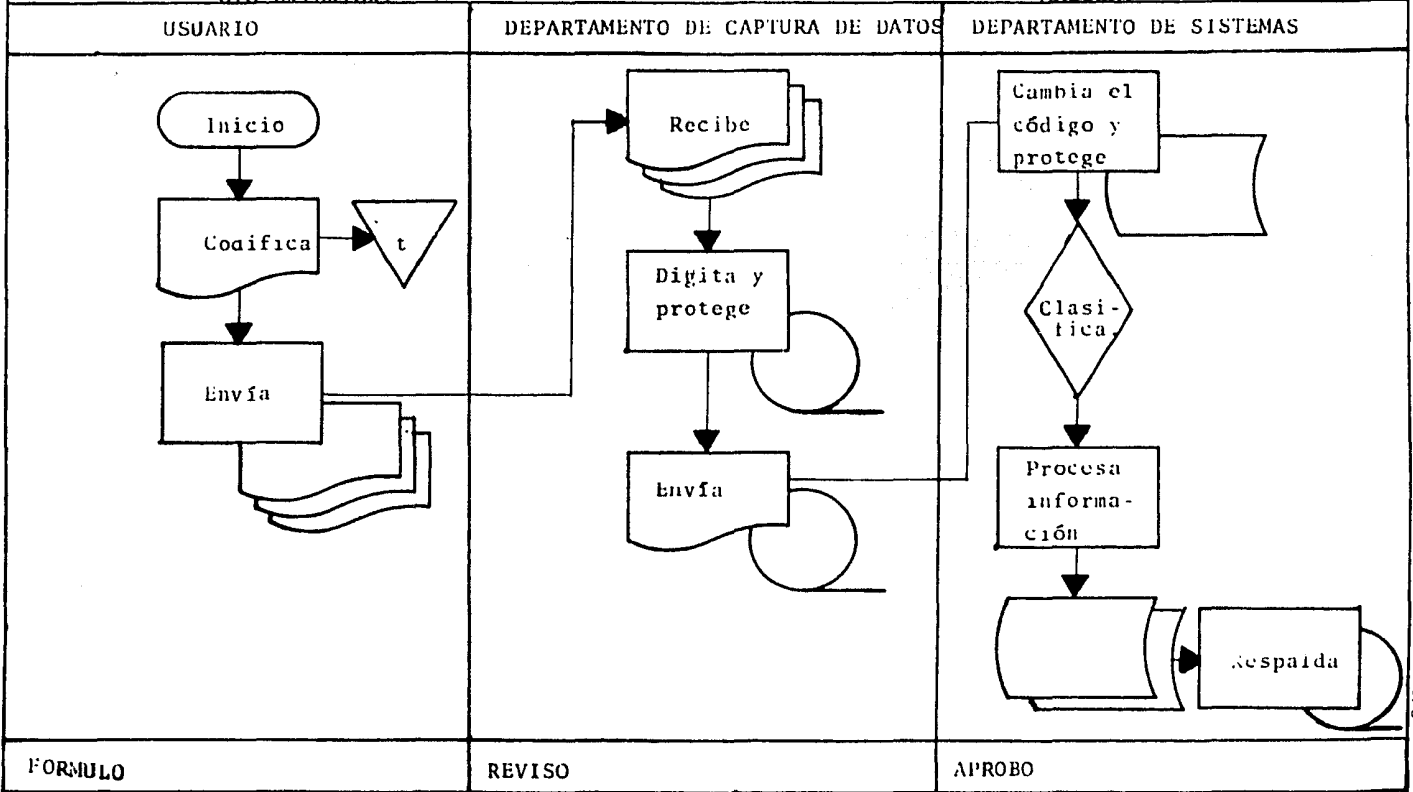 USUARIO
DEPARTAMENTO DE CAPTURA DE DATOS
DEPARTAMENTO DE SISTEMAS
Inicio
Codifica
t
Envía
Recibe
Digita y
protege
Envía
Cambia el
código y
protege
Clasi-
fica.
Procesa
informa-
ción
Respalda
FORMULO
REVISO
APROBO